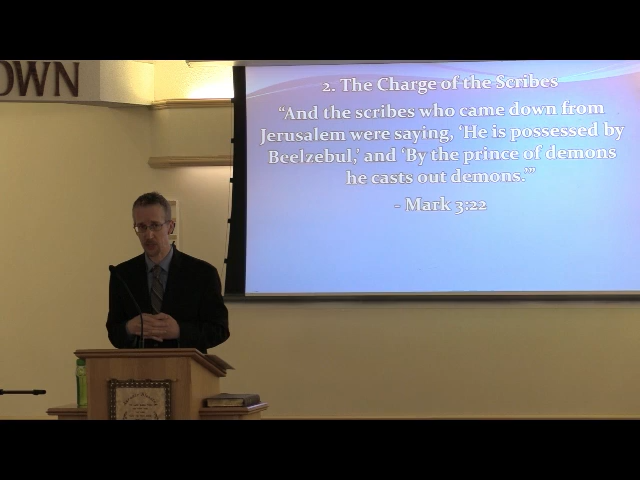 OWN
2. The Charge of the Scribes
“And the scribes who came down from
Jerusalem were saying, ‘He is possessed by
Beelzebul,’ and ‘By the prince of demons
he casts out demons.’”
- Mark 3:22